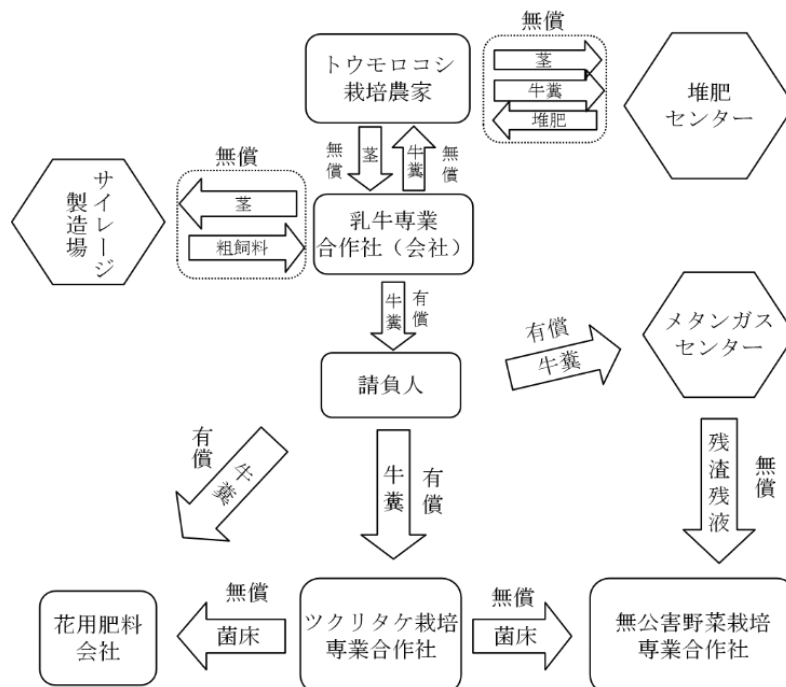 無償
トウモロコシ
栽培農家
茎
牛糞
堆肥
堆肥
センター
無償
茎
牛糞
無償
無償
サイレージ
製造場
茎
粗飼料
乳牛専業
合作社（会社）
牛糞
有償
メタンガス
センター
有償
牛糞
請負人
有償
牛糞
牛糞
有償
残渣残液
無償
花用肥料
会社
無償
菌床
ツクリタケ栽培
専業合作社
無償
菌床
無公害野菜栽培
専業合作社